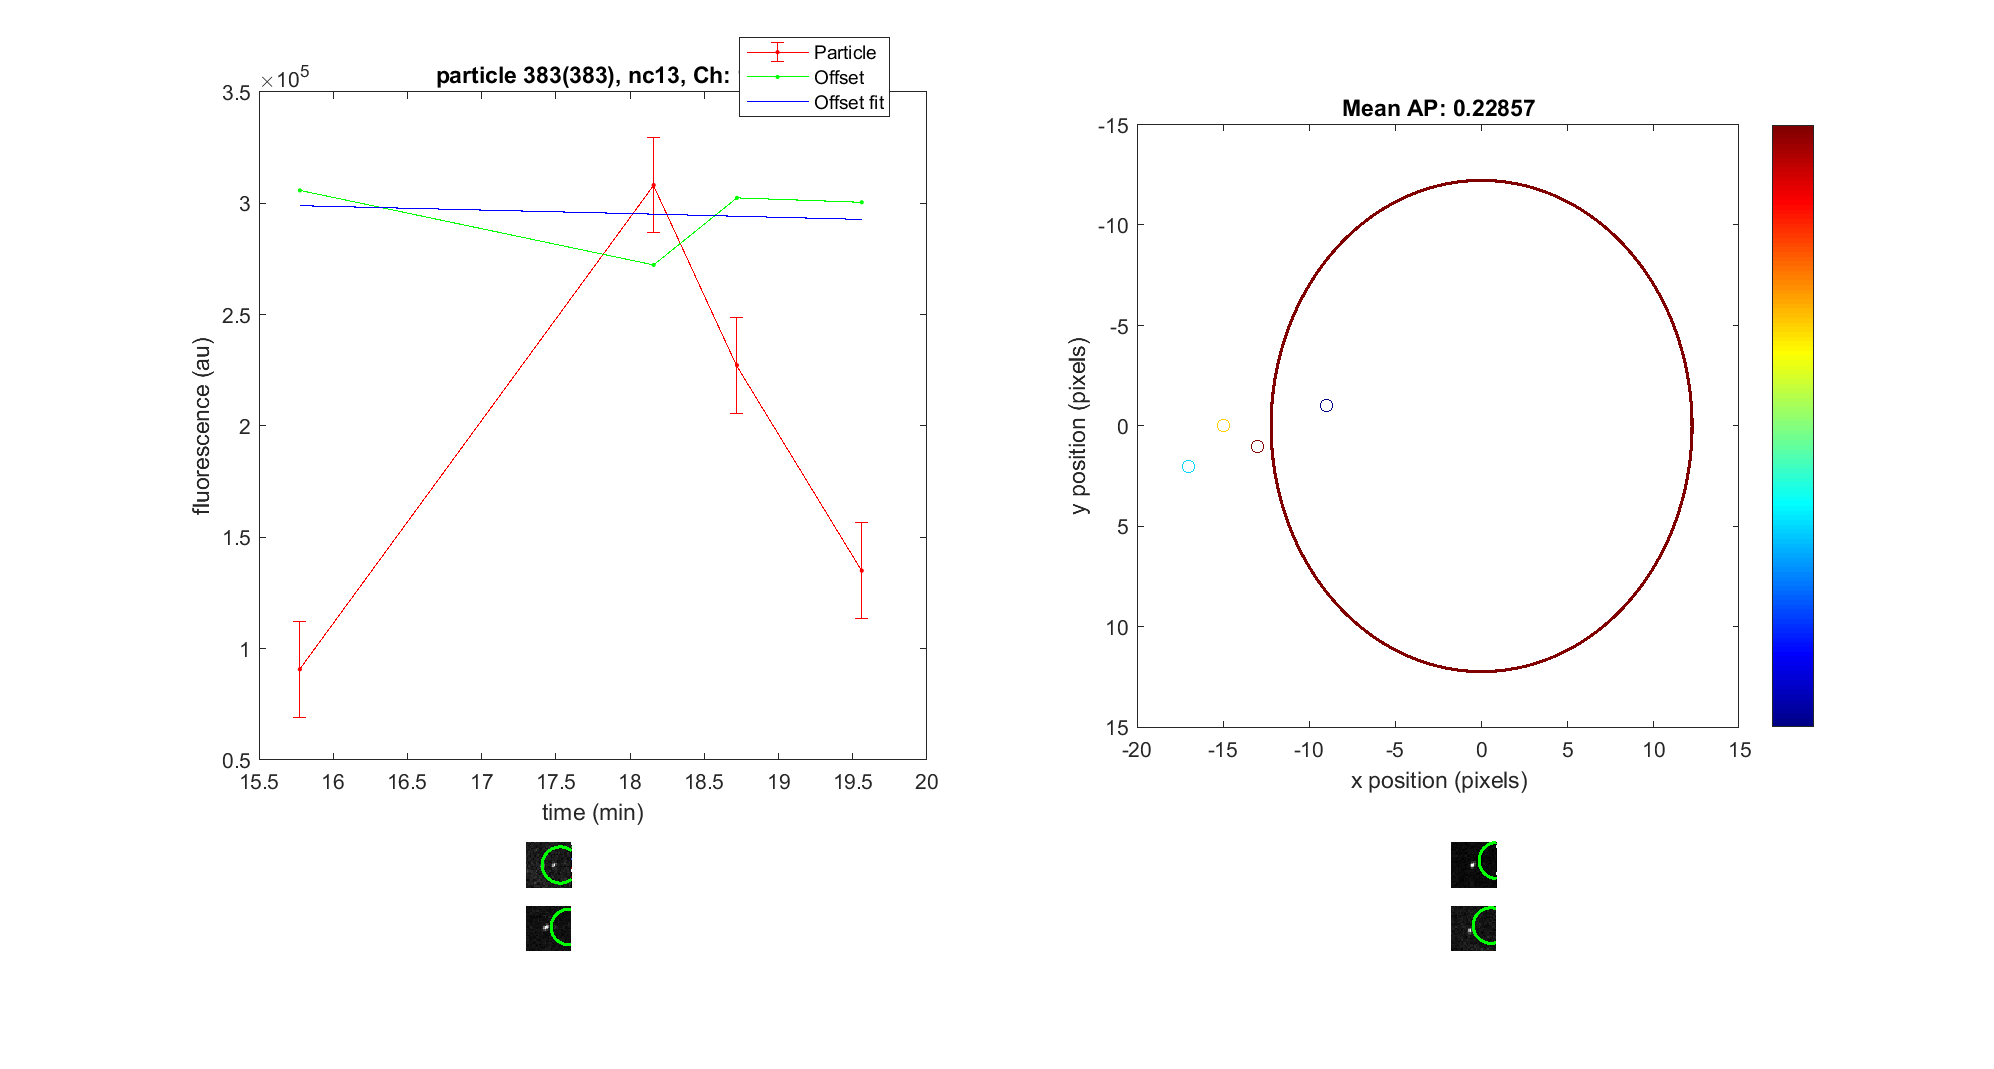 particle 383(383), nc13, Ch:
×10^5
Particle
Offset
Offset fit
3.5
3
2.5
2
1.5
1
0.5
fluorescence (au)
15.5 16 16.5 17 17.5 18 18.5 19 19.5 20
time (min)
Mean AP: 0.22857
-15
-10
-5
0
5
10
15
y position (pixels)
-20 -15 -10 -5 0 5 10 15
x position (pixels)